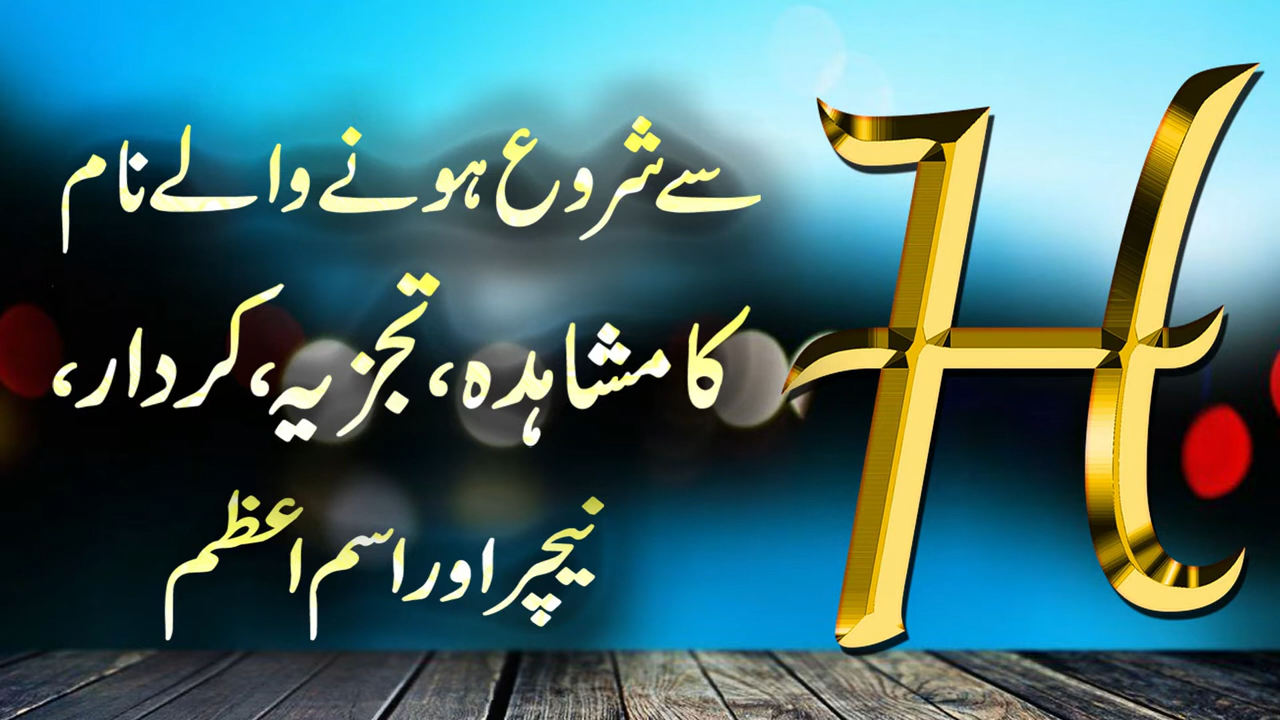 H سے شروع ہونے والے نام
کا مشاہدہ، تجزیہ، کردار،
نیچر اور اسم اعظم